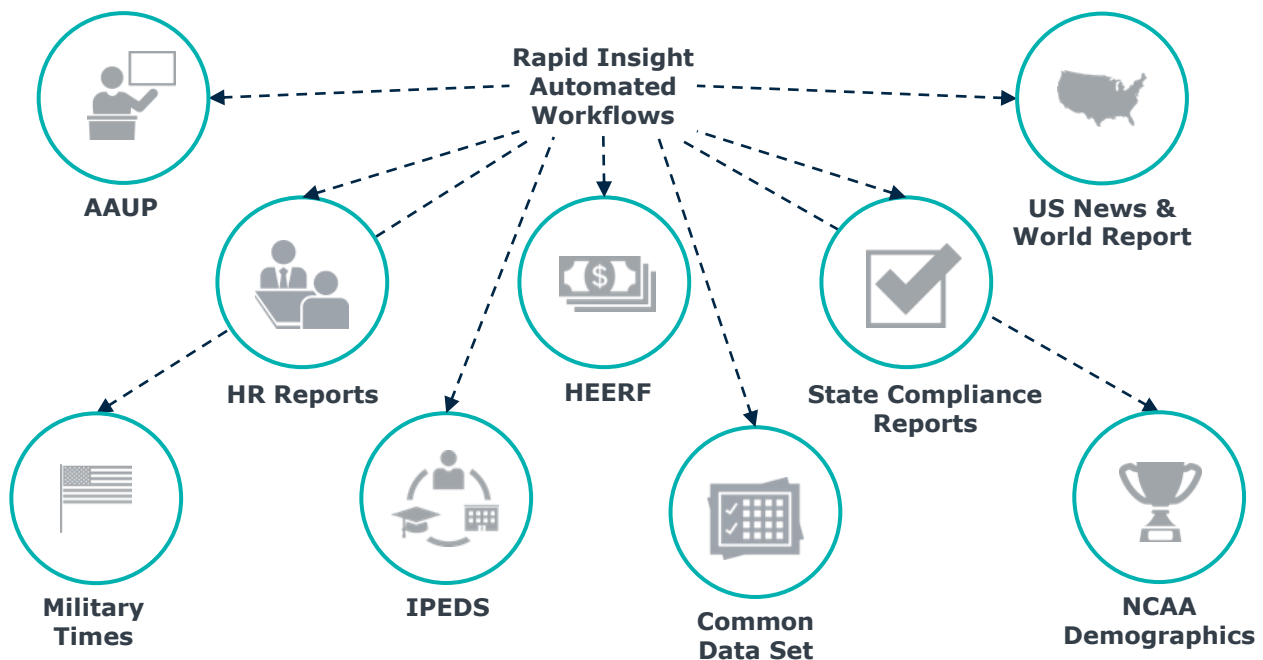 Rapid Insight
Automated
Workflows
AAUP
US News &
World Report
HR Reports
$
HEERF
State Compliance
Reports
Military
Times
IPEDS
Common
Data Set
NCAA
Demographics